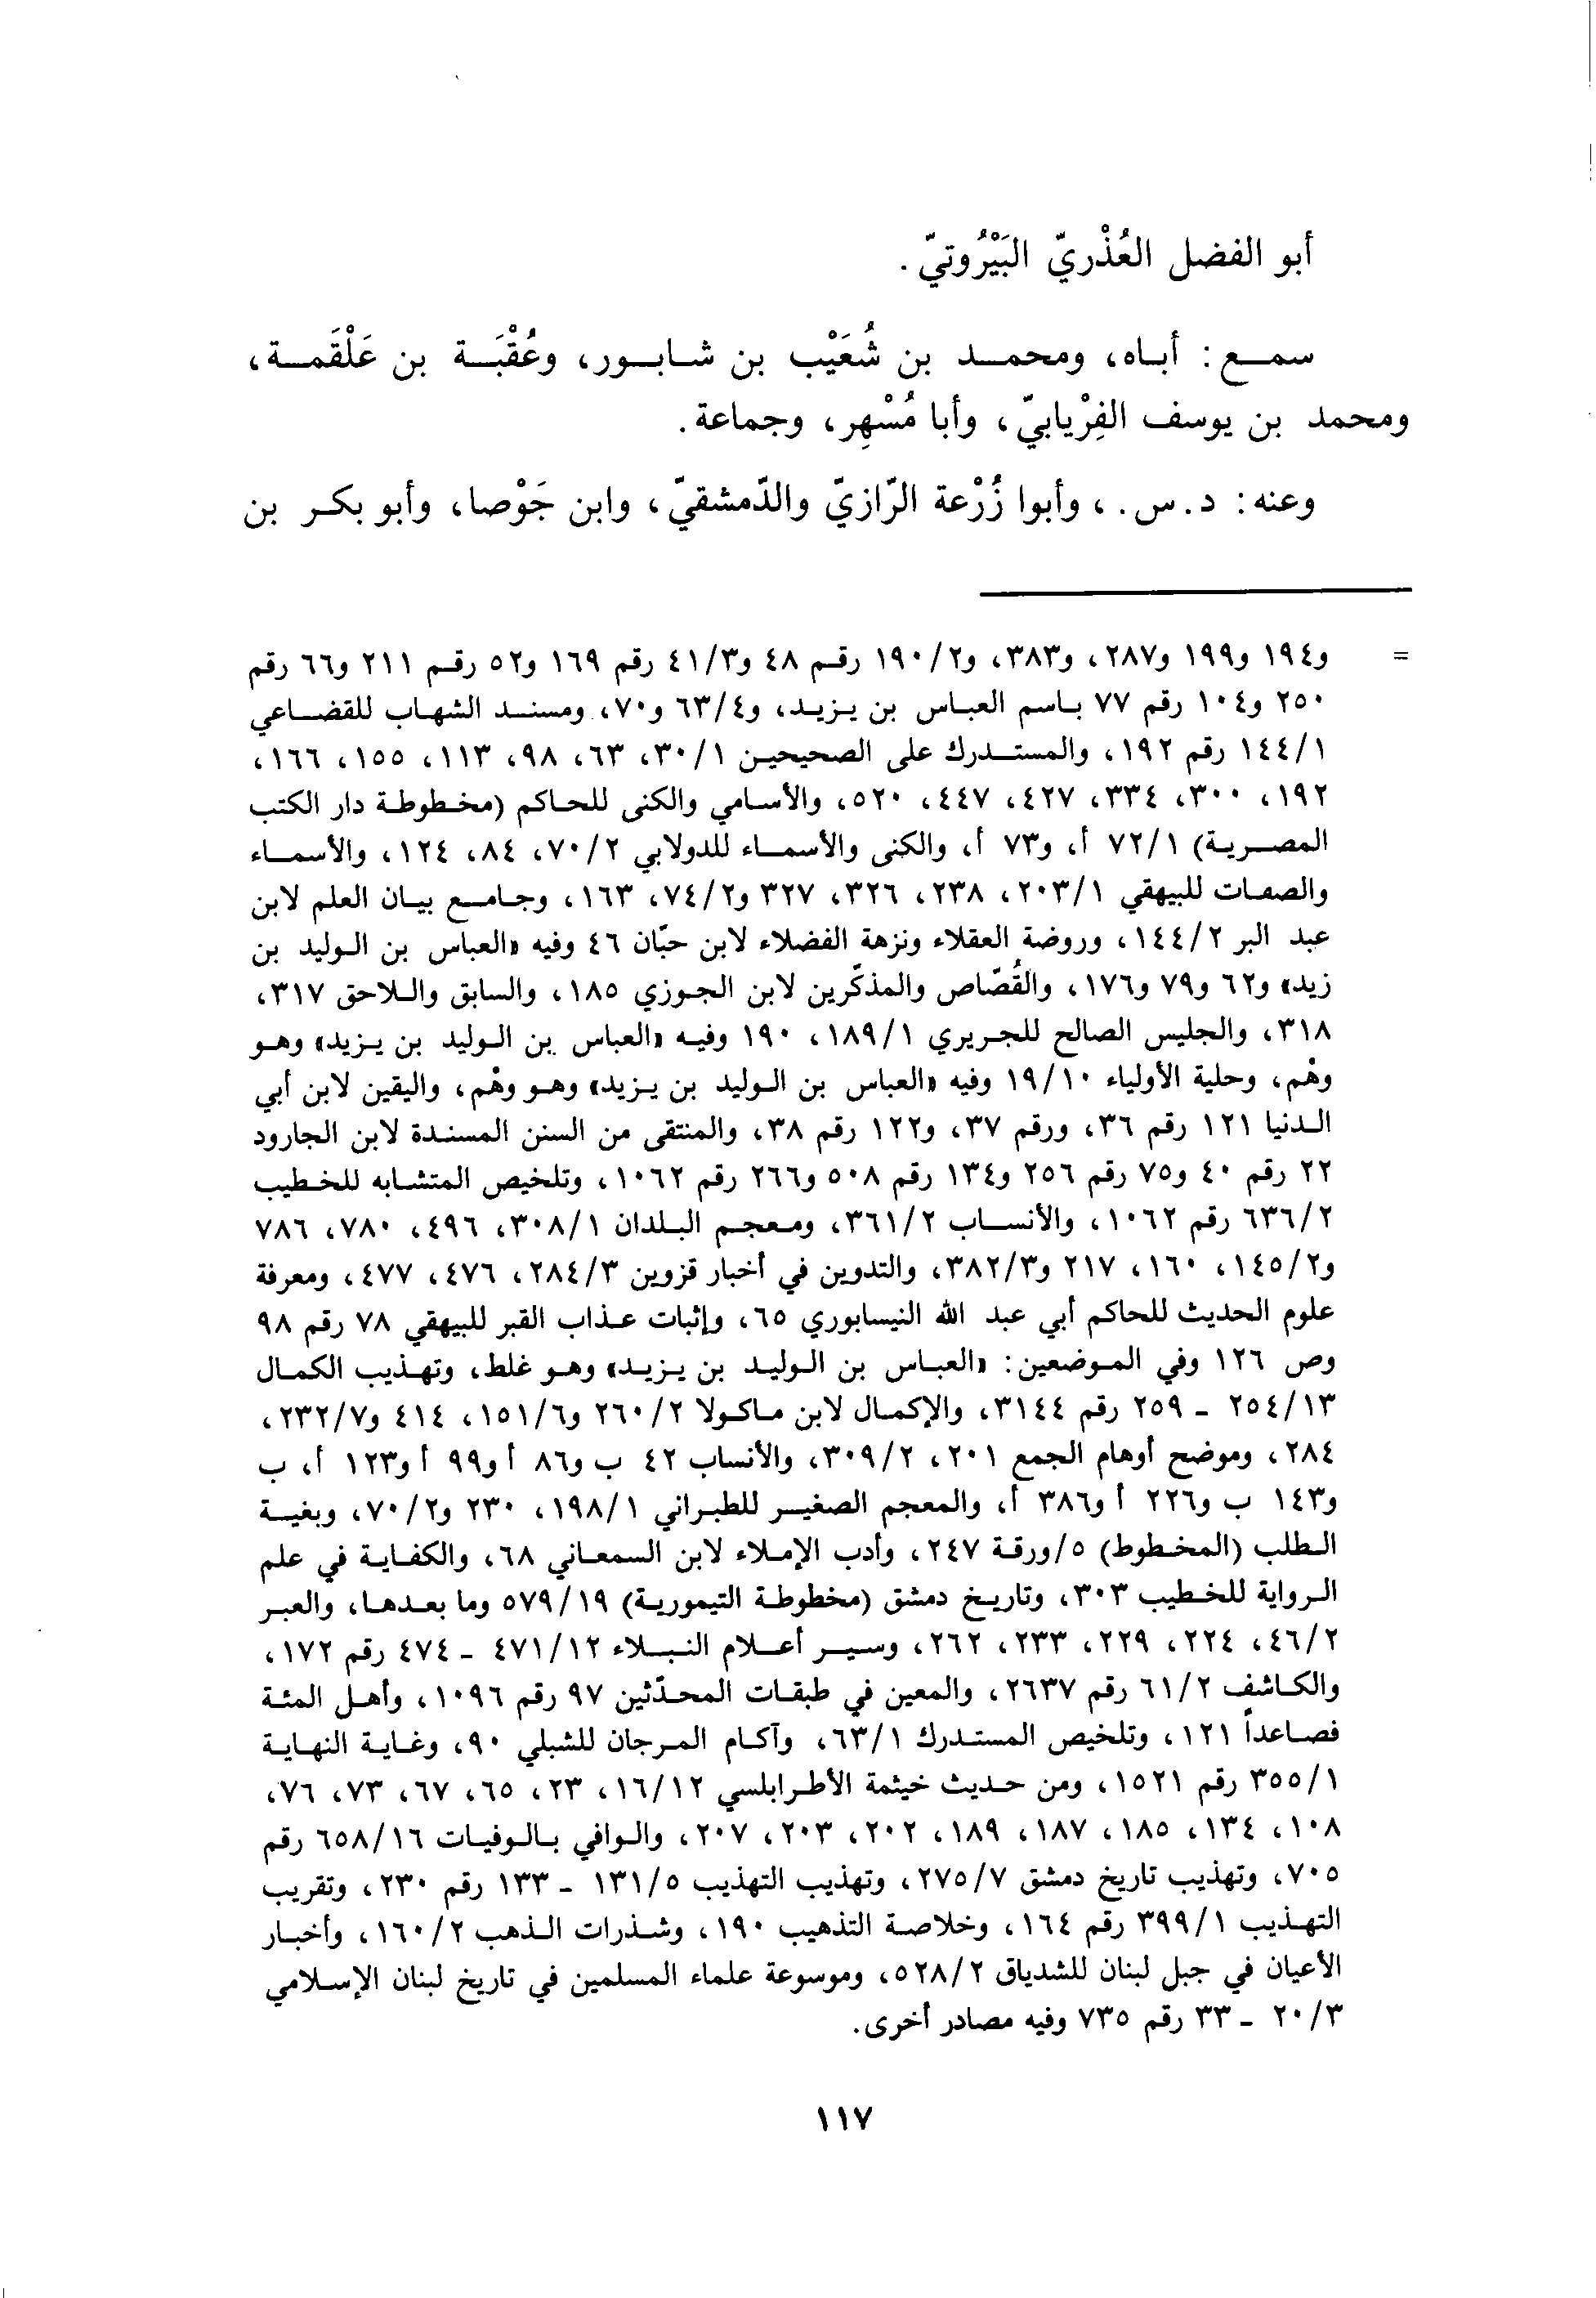 أبو الفضل العُذْريّ البَيْرُوتيّ.
سمع: أباه، ومحمد بن شُعَيْب بن شابور، وعُقْبَة بن عَلْقَمة،
ومحمد بن يوسف الفِرْيابيّ، وأبا مُسْهِر، وجماعة.
وعنه: د. س.، وأبوا زُرْعة الرّازيّ والدّمشقيّ، وابن جَوْصا، وأبو بكر بن
= و١٩٤ و١٩٩ و٢٨٧، و٣٨٣، و٢/١٩٠ رقم ٤٨ و٣/٤١ رقم ١٦٩ و٥٢ رقم ٢١١ و٦٦ رقم
٢٥٠ و١٠٤ رقم ٧٧ باسم العباس بن يزيد، و٤/٦٣ و٧٠، ومسند الشهاب للقضاعي
١/١٤٤ رقم ١٩٢، والمستدرك على الصحيحين ١/٣٠، ٦٣، ٩٨، ١١٣، ١٥٥، ١٦٦،
١٩٢، ٣٠٠، ٣٣٤، ٤٢٧، ٤٤٧، ٥٢٠، والأسامي والكنى للحاكم (مخطوطة دار الكتب
المصرية) ١/٧٢ أ، و٧٣ أ، والكنى والأسماء للدولابي ٢/٧٠، ٨٤، ١٢٤، والأسماء
والصفات للبيهقي ١/٢٠٣، ٢٣٨، ٣٢٦، ٣٢٧ و٢/٧٤، ١٦٣، وجامع بيان العلم لابن
عبد البر ٢/١٤٤، وروضة العقلاء ونزهة الفضلاء لابن حبّان ٤٦ وفيه «العباس بن الوليد بن
زيد» و٦٢ و٧٩ و١٧٦، والقُصّاص والمذكّرين لابن الجوزي ١٨٥، والسابق واللاحق ٣١٧،
٣١٨، والجليس الصالح للجريري ١/١٨٩، ١٩٠ وفيه «العباس بن الوليد بن يزيد» وهو
وهْم، وحلية الأولياء ١٠/١٩ وفيه «العباس بن الوليد بن يزيد» وهو وهْم، واليقين لابن أبي
الدنيا ١٢١ رقم ٣٦، ورقم ٣٧، و١٢٢ رقم ٣٨، والمنتقى من السنن المسندة لابن الجارود
٢٢ رقم ٤٠ و٧٥ رقم ٢٥٦ و١٣٤ رقم ٥٠٨ و٢٦٦ رقم ١٠٦٢، وتلخيص المتشابه للخطيب
٢/٦٣٦ رقم ١٠٦٢، والأنساب ٢/٣٦١، ومعجم البلدان ١/٣٠٨، ٤٩٦، ٧٨٠، ٧٨٦
و٢/١٤٥، ١٦٠، ٢١٧ و٣/٣٨٢، والتدوين في أخبار قزوين ٣/٢٨٤، ٤٧٦، ٤٧٧، ومعرفة
علوم الحديث للحاكم أبي عبد الله النيسابوري ٦٥، وإثبات عذاب القبر للبيهقي ٧٨ رقم ٩٨
وص ١٢٦ وفي الموضعين: «العباس بن الوليد بن يزيد» وهو غلط، وتهذيب الكمال
١٣/٢٥٤ - ٢٥٩ رقم ٣١٤٤، والإكمال لابن ماكولا ٢/٢٦٠ و٦/١٥١، ٤١٤ و٧/٢٣٢،
٢٨٤، وموضح أوهام الجمع ٢٠١، ٢/٣٠٩، والأنساب ٤٢ ب و٨٦ أ و٩٩ أ و١٢٣ أ، ب
و١٤٣ ب و٢٢٦ أ و٣٨٦ أ، والمعجم الصغير للطبراني ١/١٩٨، ٢٣٠ و٢/٧٠، وبغية
الطلب (المخطوط) ٥/ورقة ٢٤٧، وأدب الإملاء لابن السمعاني ٦٨، والكفاية في علم
الرواية للخطيب ٣٠٣، وتاريخ دمشق (مخطوطة التيمورية) ١٩/٥٧٩ وما بعدها، والعبر
٢/٤٦، ٢٢٤، ٢٢٩، ٢٣٣، ٢٦٢، وسير أعلام النبلاء ١٢/٤٧١ - ٤٧٤ رقم ١٧٢،
والكاشف ٢/٦١ رقم ٢٦٣٧، والمعين في طبقات المحدّثين ٩٧ رقم ١٠٩٦، وأهل المئة
فصاعداً ١٢١، وتلخيص المستدرك ١/٦٣، وآكام المرجان للشبلي ٩٠، وغاية النهاية
١/٣٥٥ رقم ١٥٢١، ومن حديث خيثمة الأطرابلسي ١٦/١٢، ٢٣، ٦٥، ٦٧، ٧٣، ٧٦،
١٠٨، ١٣٤، ١٨٥، ١٨٧، ١٨٩، ٢٠٢، ٢٠٣، ٢٠٧، والوافي بالوفيات ١٦/٦٥٨ رقم
٧٠٥، وتهذيب تاريخ دمشق ٧/٢٧٥، وتهذيب التهذيب ٥/١٣١ - ١٣٣ رقم ٢٣٠، وتقريب
التهذيب ١/٣٩٩ رقم ١٦٤، وخلاصة التذهيب ١٩٠، وشذرات الذهب ٢/١٦٠، وأخبار
الأعيان في جبل لبنان للشدياق ٢/٥٢٨، وموسوعة علماء المسلمين في تاريخ لبنان الإسلامي
٣/٢٠ - ٣٣ رقم ٧٣٥ وفيه مصادر أخرى.
١١٧